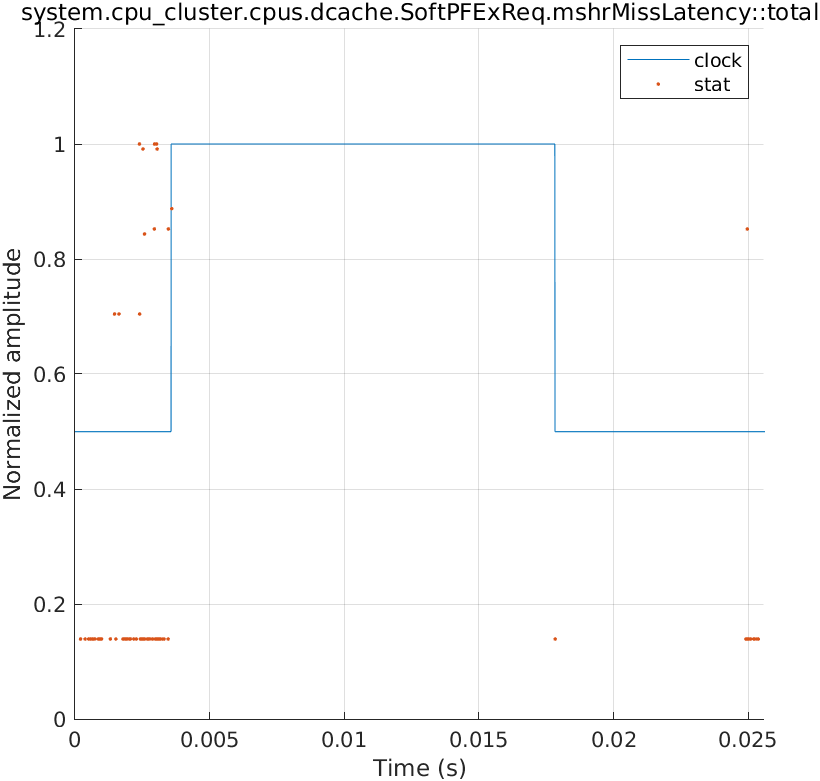 system.cpu_cluster.cpus.dcache.SoftPFExReq.mshrMissLatency::total
1.2
clock
stat
1
0.8
0.6
0.4
0.2
0
Normalized amplitude
0 0.005 0.01 0.015 0.02 0.025
Time (s)